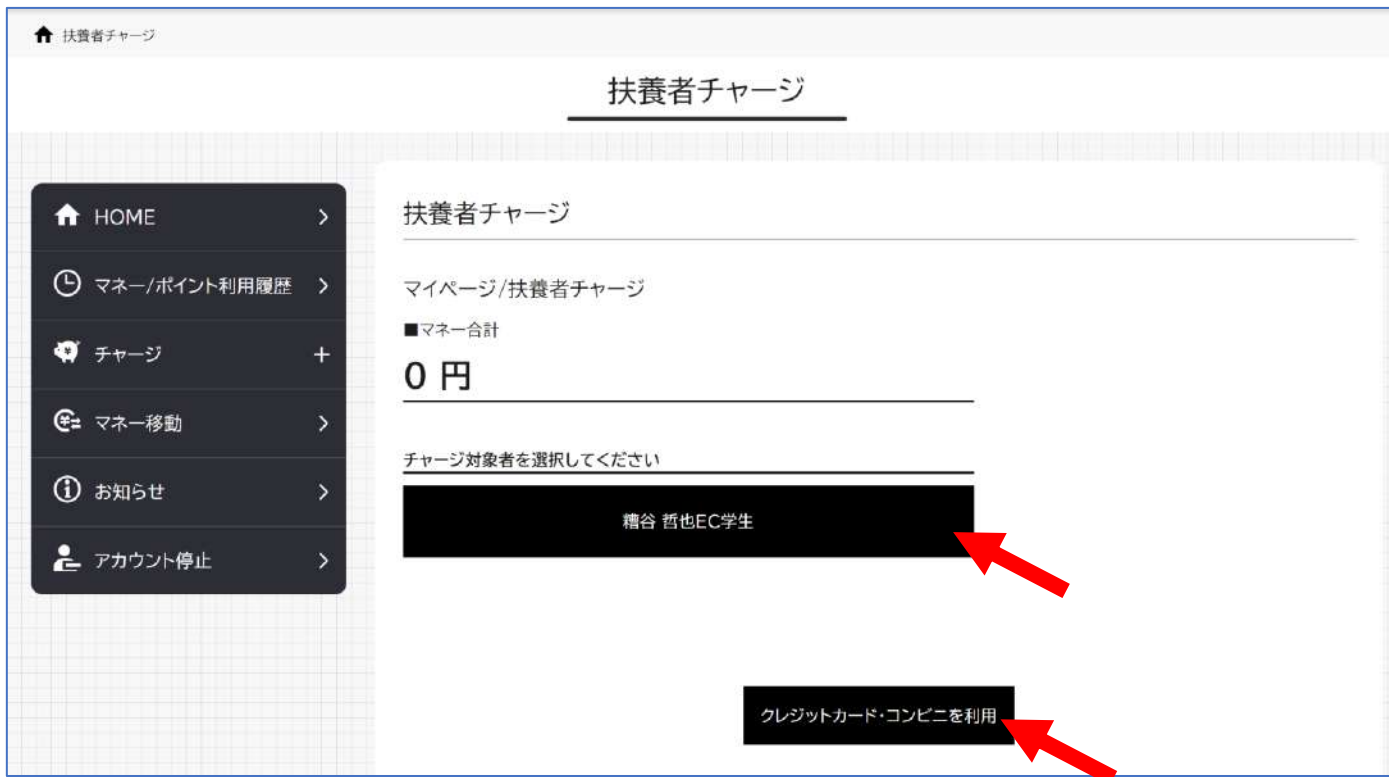 扶養者チャージ
扶養者チャージ
HOME
マネー/ポイント利用履歴
チャージ
マネー移動
お知らせ
アカウント停止
扶養者チャージ
マイページ/扶養者チャージ
■マネー合計
0 円
チャージ対象者を選択してください
糟谷 哲也EC学生
クレジットカード・コンビニを利用